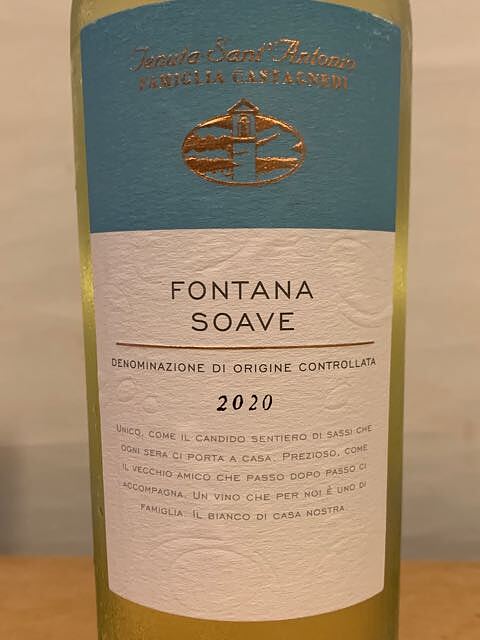 Tenuta Sant'Antonio
FAMIGLIA CASTAGNEDI
FONTANA
SOAVE
DENOMINAZIONE DI ORIGINE CONTROLLATA
2020
UNICO, COME IL CANDIDO SENTIERO DI SASSI CHE
OGNI SERA CI PORTA A CASA. PREZIOSO, COME
IL VECCHIO AMICO CHE PASSO DOPO PASSO CI
ACCOMPAGNA. UN VINO CHE PER NOI È UNO DI
FAMIGLIA. IL BIANCO DI CASA NOSTRA.